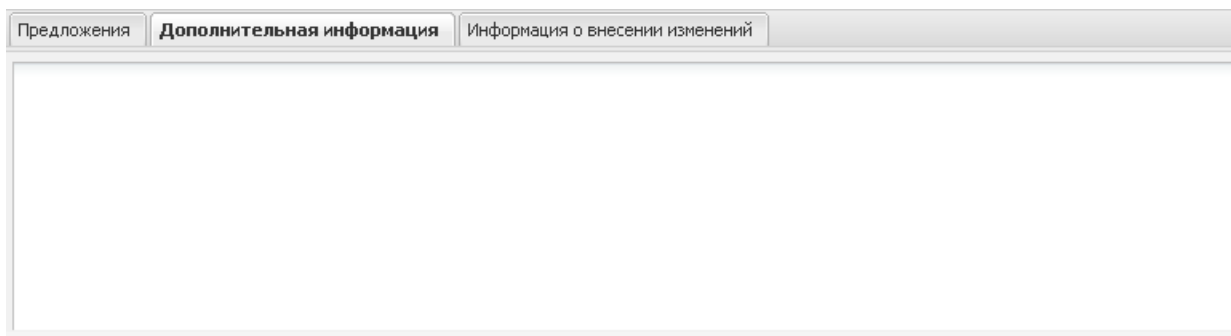 Предложения Дополнительная информация Информация о внесении изменений